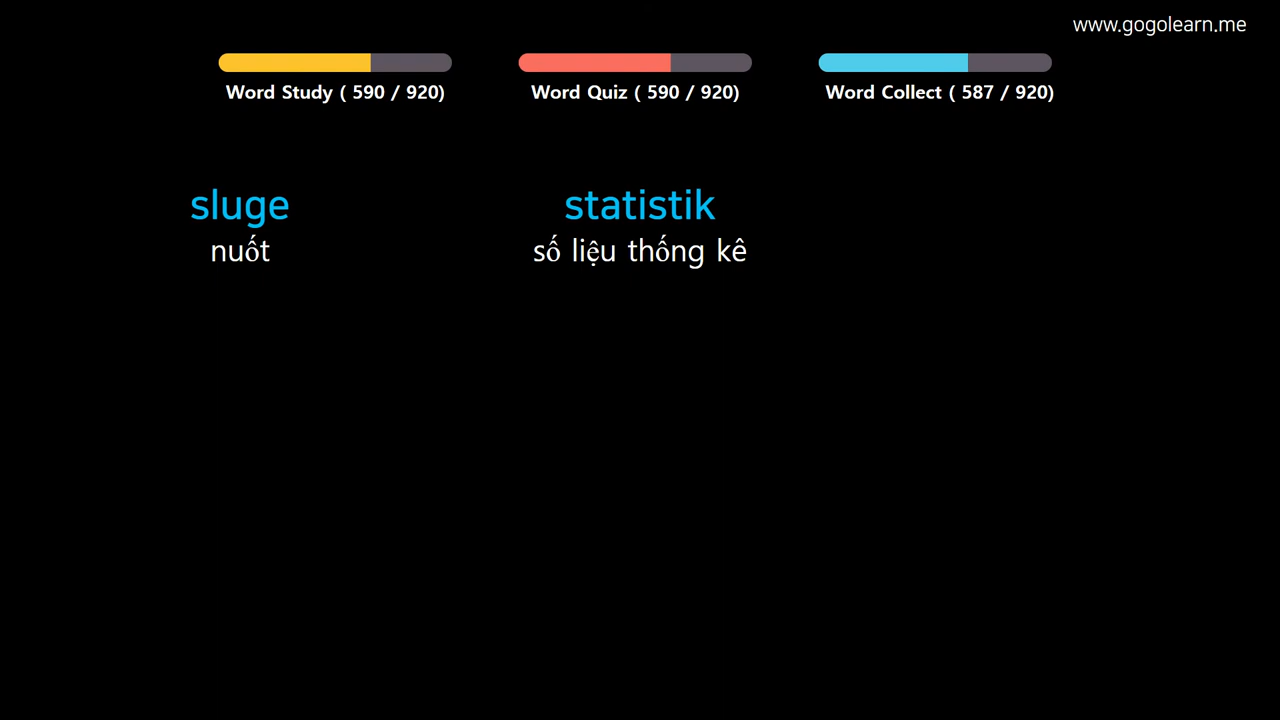 www.gogolearn.me
Word Study ( 590 / 920)
Word Quiz ( 590 / 920)
Word Collect ( 587 / 920)
sluge
nuốt
statistik
số liệu thống kê